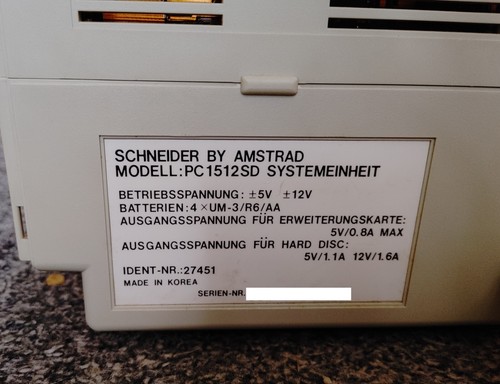 SCHNEIDER BY AMSTRAD
MODELL:PC1512SD SYSTEMEINHEIT
BETRIEBSSPANNUNG: ±5V ±12V
BATTERIEN:4×UM-3/R6/AA
AUSGANGSSPANNUNG FÜR ERWEITERUNGSKARTE:
5V/0.8A MAX
AUSGANGSSPANNUNG FÜR HARD DISC:
5V/1.1A 12V/1.6A
IDENT-NR.:27451
MADE IN KOREA
SERIEN-NR.